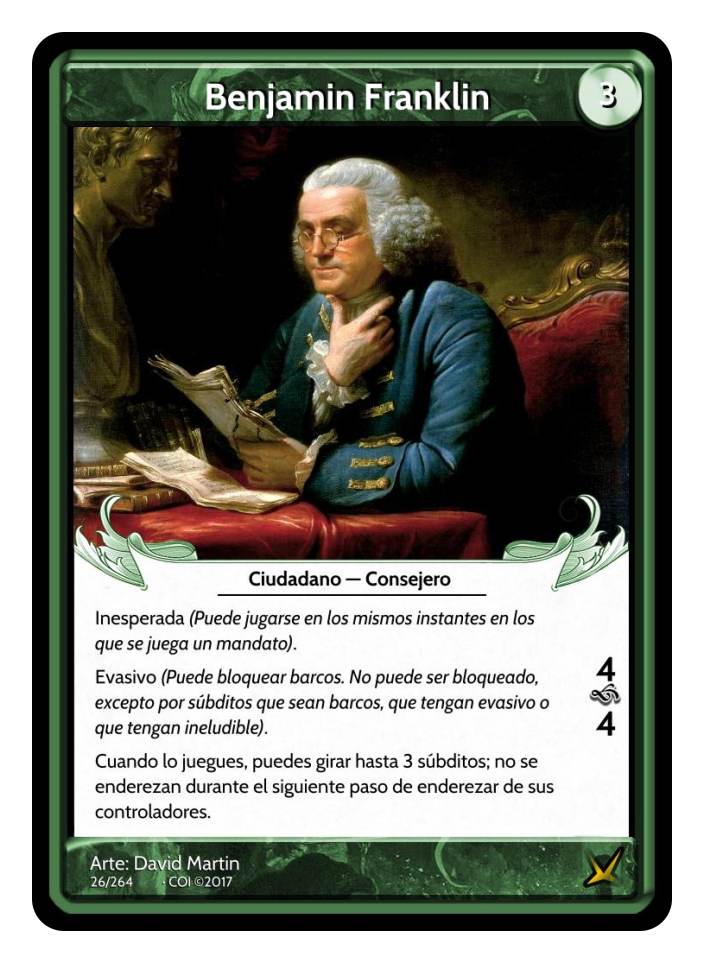 Benjamin Franklin
3
Ciudadano — Consejero
Inesperada (Puede jugarse en los mismos instantes en los
que se juega un mandato).
Evasivo (Puede bloquear barcos. No puede ser bloqueado,
excepto por súbditos que sean barcos, que tengan evasivo o
que tengan ineludible).
Cuando lo juegues, puedes girar hasta 3 súbditos; no se
enderezan durante el siguiente paso de enderezar de sus
controladores.
4
4
Arte: David Martin
26/264 · COI ©2017